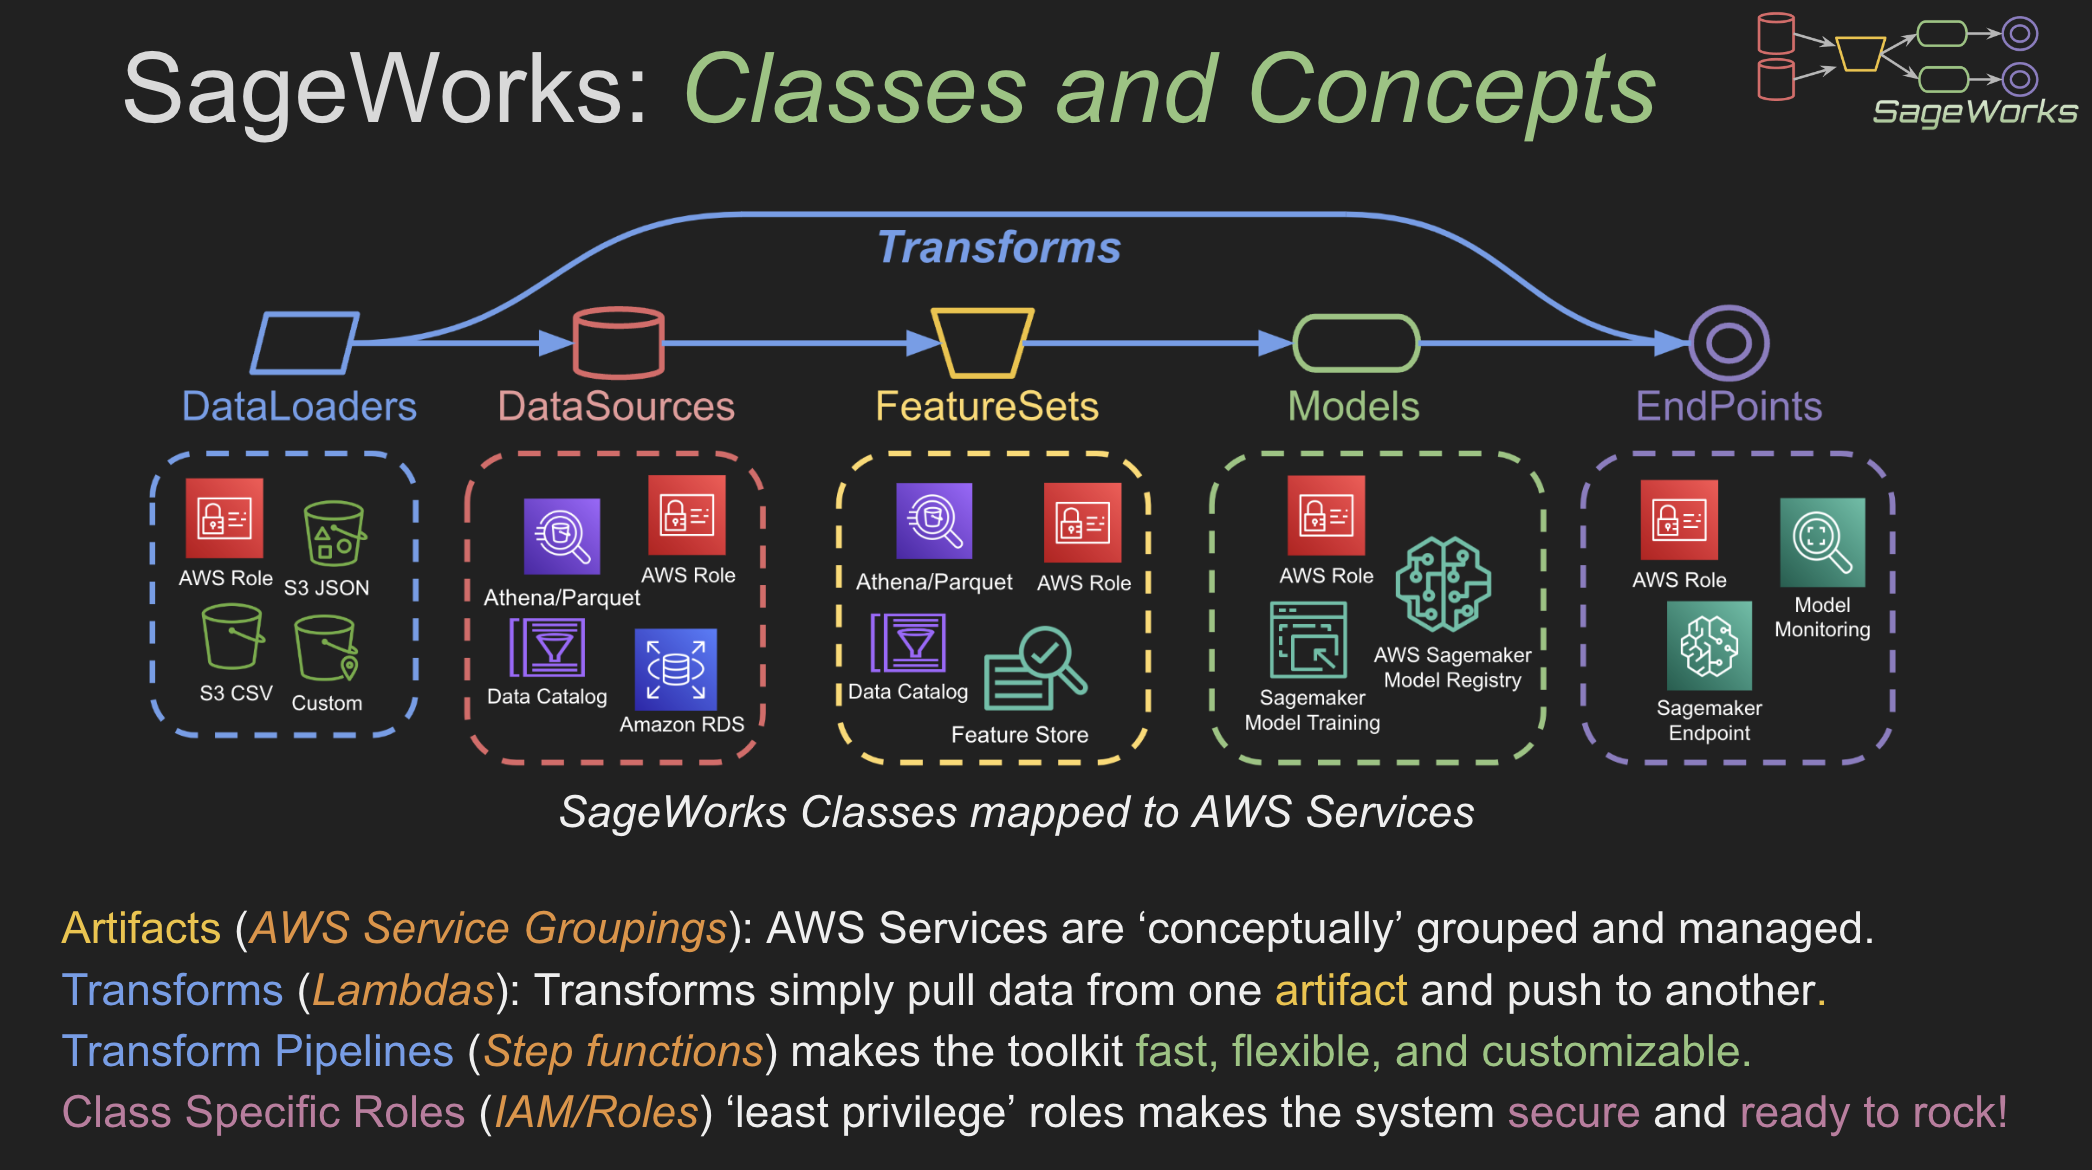 SageWorks: Classes and Concepts
SageWorks
Transforms
DataLoaders
DataSources
FeatureSets
Models
EndPoints
AWS Role
S3 JSON
S3 CSV
Custom
Athena/Parquet
AWS Role
Data Catalog
Amazon RDS
Athena/Parquet
AWS Role
Data Catalog
Feature Store
AWS Role
AWS Sagemaker
Model Registry
Sagemaker
Model Training
AWS Role
Model
Monitoring
Sagemaker
Endpoint
SageWorks Classes mapped to AWS Services
Artifacts (AWS Service Groupings): AWS Services are ‘conceptually’ grouped and managed.
Transforms (Lambdas): Transforms simply pull data from one artifact and push to another.
Transform Pipelines (Step functions) makes the toolkit fast, flexible, and customizable.
Class Specific Roles (IAM/Roles) ‘least privilege’ roles makes the system secure and ready to rock!